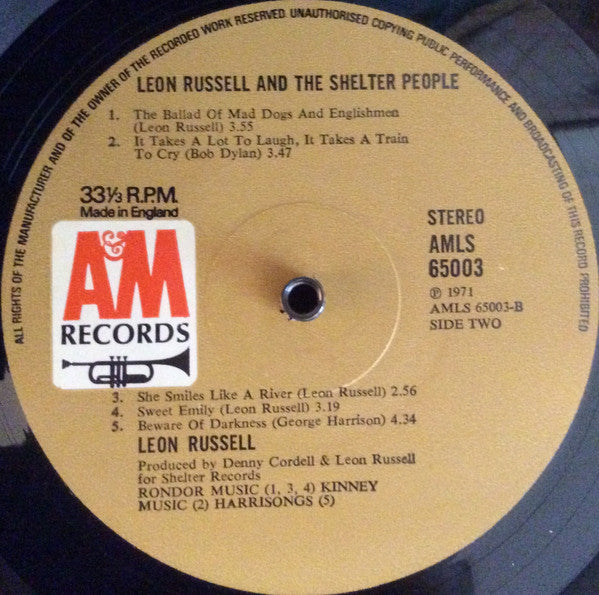 ALL RIGHTS OF THE MANUFACTURER AND OF THE OWNER OF THE RECORDED WORK RESERVED UNAUTHORISED COPYING PUBLIC PERFORMANCE AND BROADCASTING OF THIS RECORD PROHIBITED
LEON RUSSELL AND THE SHELTER PEOPLE
1. The Ballad Of Mad Dogs And Englishmen
(Leon Russell) 3.55
2. It Takes A Lot To Laugh, It Takes A Train
To Cry (Bob Dylan) 3.47
33⅓ R.P.M.
Made in England
A&M
RECORDS
STEREO
AMLS
65003
℗ 1971
AMLS 65003-B
SIDE TWO
3. She Smiles Like A River (Leon Russell) 2.56
4. Sweet Emily (Leon Russell) 3.19
5. Beware Of Darkness (George Harrison) 4.34
LEON RUSSELL
Produced by Denny Cordell & Leon Russell
for Shelter Records
RONDOR MUSIC (1, 3, 4) KINNEY
MUSIC (2) HARRISONGS (5)